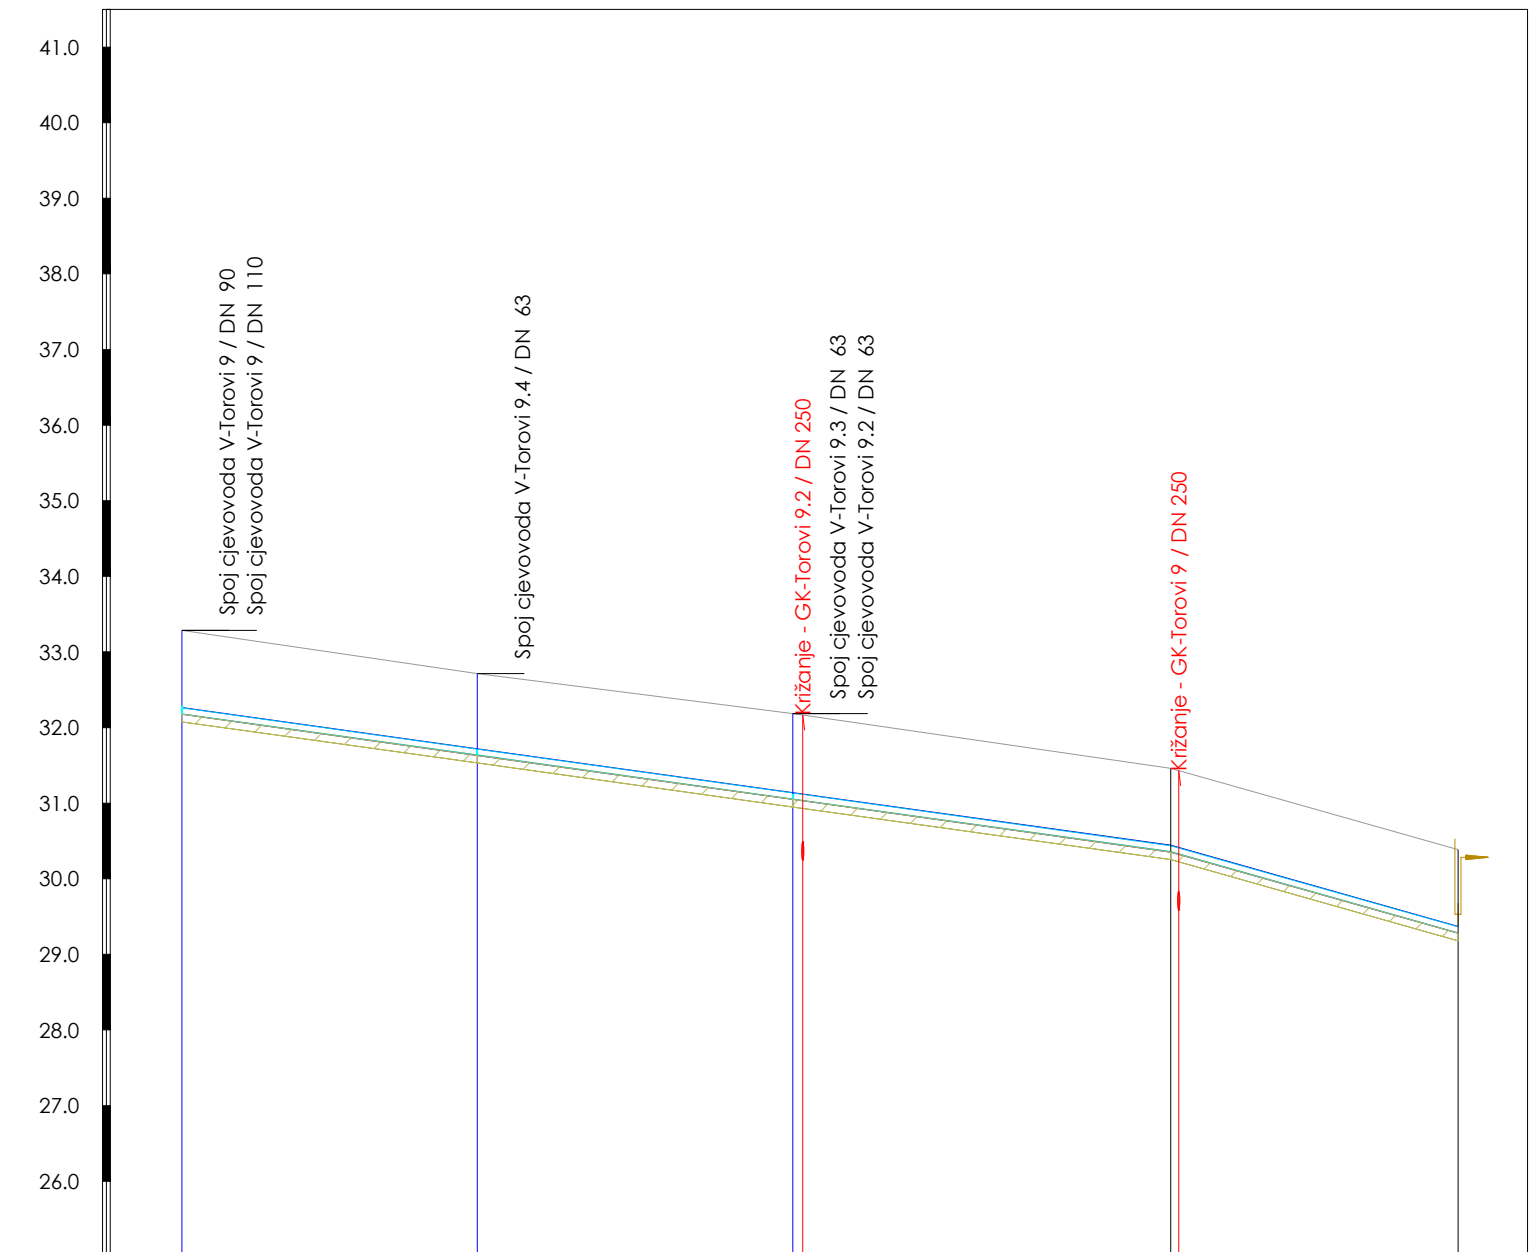 41.0
40.0
39.0
38.0
37.0
36.0
35.0
34.0
33.0
32.0
31.0
30.0
29.0
28.0
27.0
26.0
Spoj cjevovoda V-Torovi 9 / DN 90
Spoj cjevovoda V-Torovi 9 / DN 110
Spoj cjevovoda V-Torovi 9.4 / DN 63
Križanje - GK-Torovi 9.2 / DN 250
Spoj cjevovoda V-Torovi 9.3 / DN 63
Spoj cjevovoda V-Torovi 9.2 / DN 63
Križanje - GK-Torovi 9 / DN 250